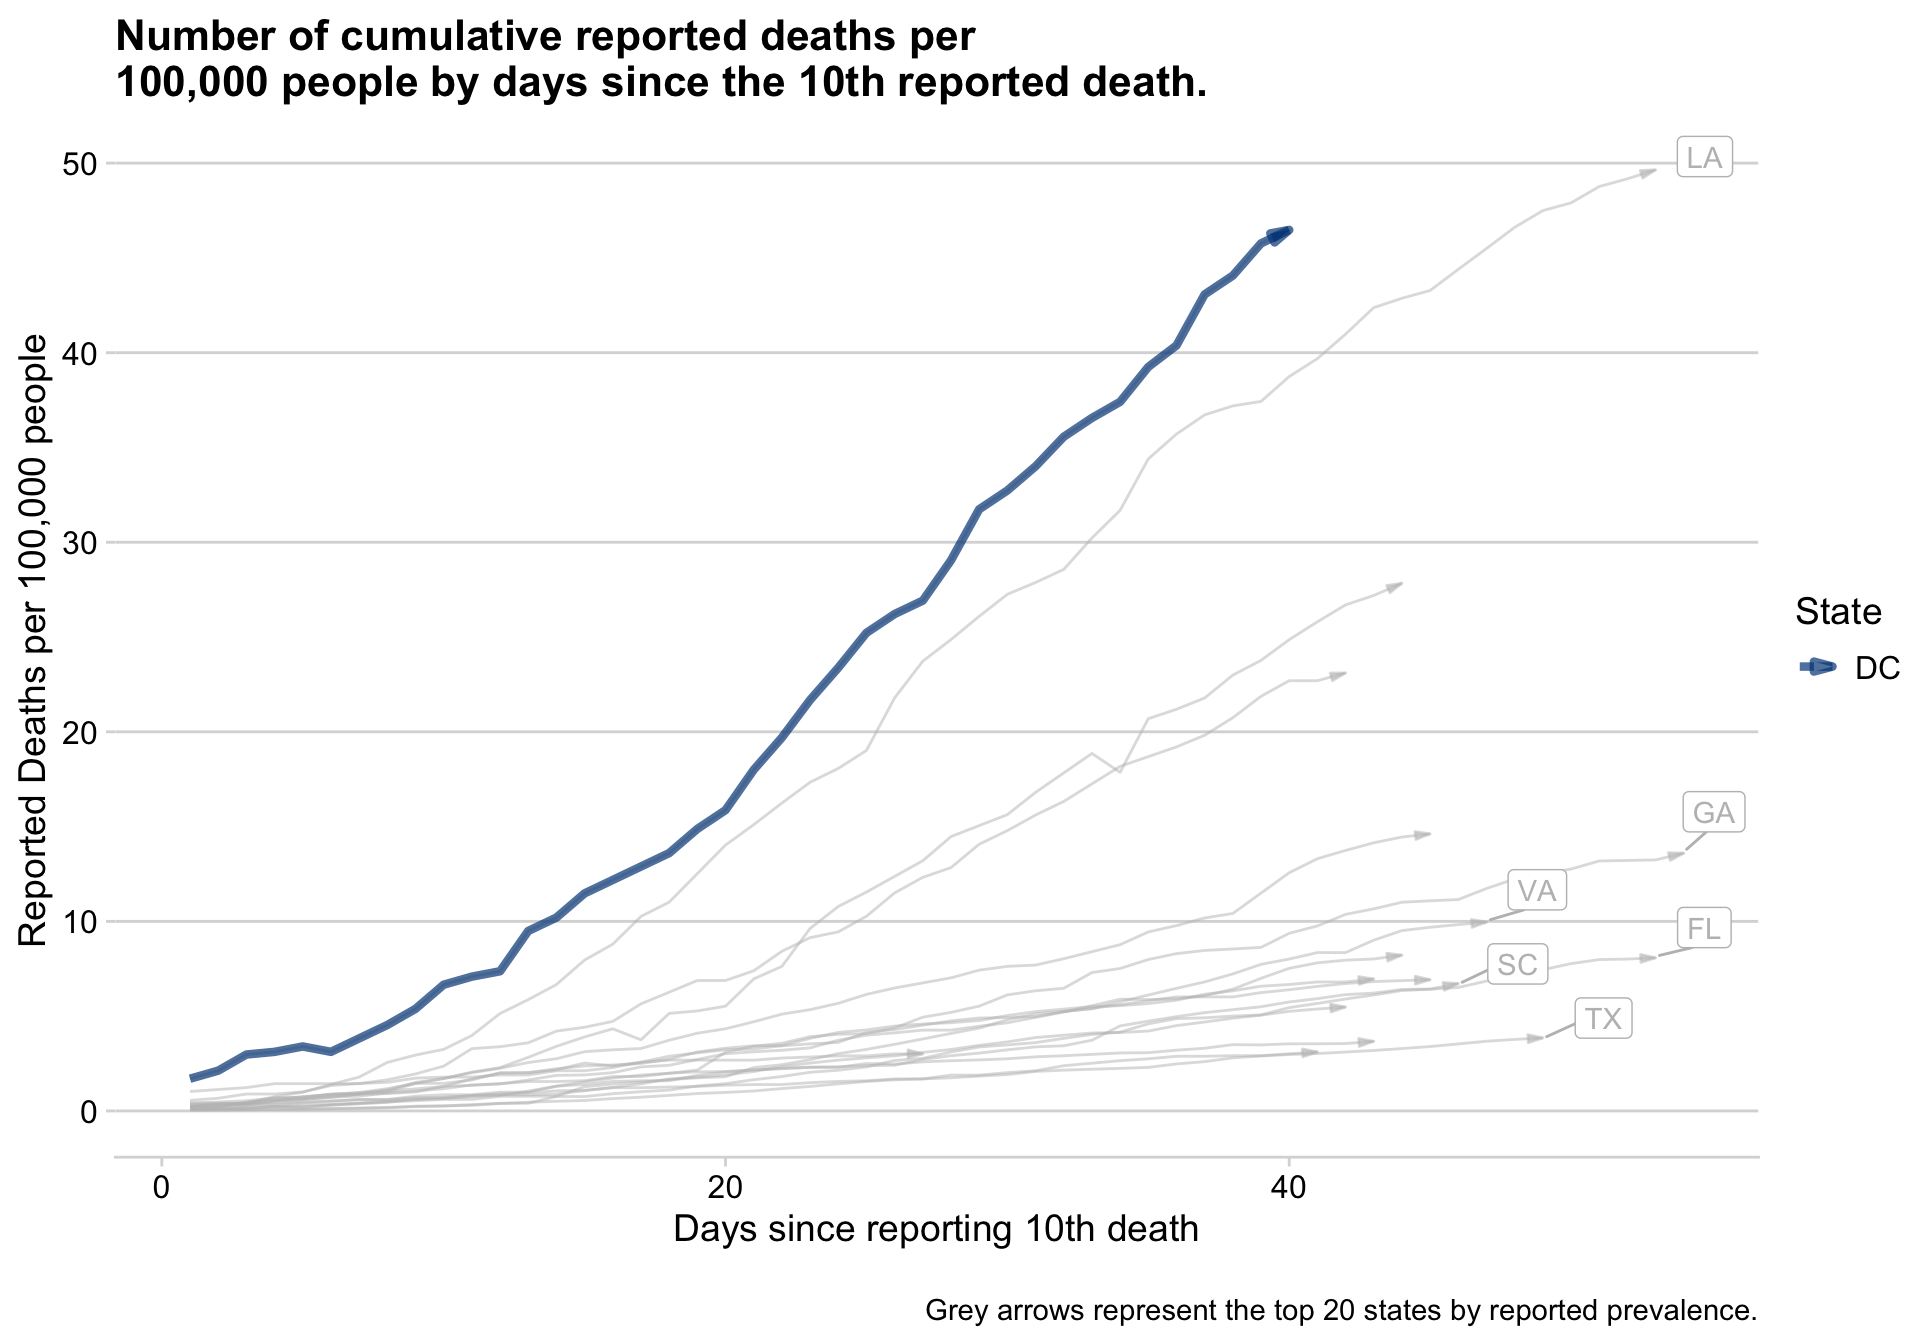 Number of cumulative reported deaths per
100,000 people by days since the 10th reported death.
Reported Deaths per 100,000 people
50
40
30
20
10
0
LA
GA
VA
FL
SC
TX
State
DC
0
20
40
Days since reporting 10th death
Grey arrows represent the top 20 states by reported prevalence.